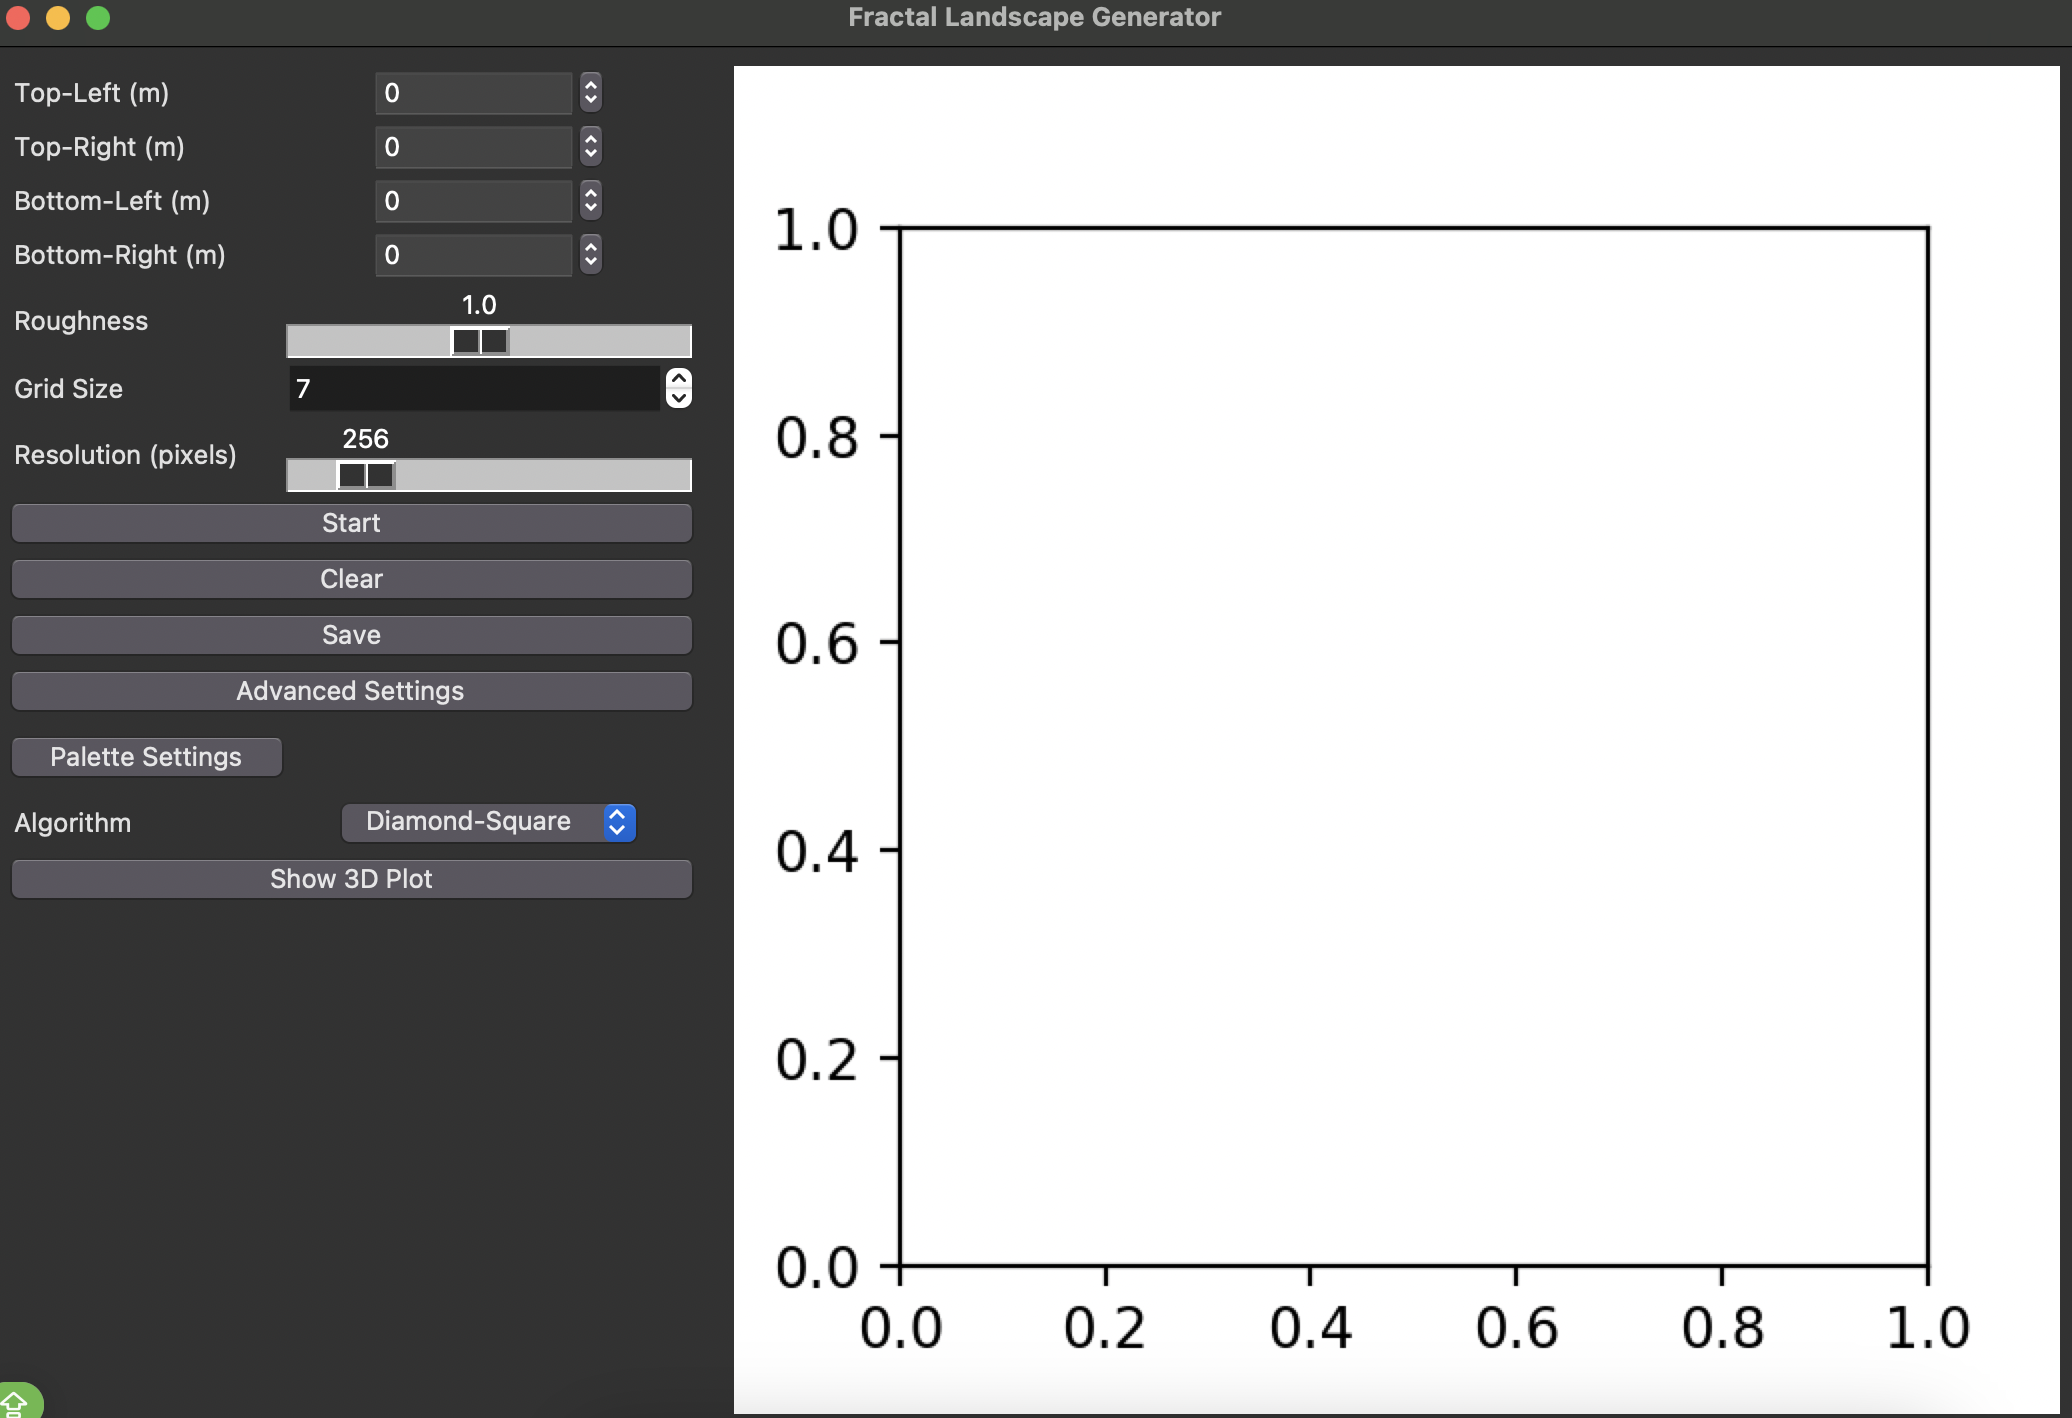 Fractal Landscape Generator
Top-Left (m) 0
Top-Right (m) 0
Bottom-Left (m) 0
Bottom-Right (m) 0
1.0
Roughness
Grid Size 7
256
Resolution (pixels)
Start
Clear
Save
Advanced Settings
Palette Settings
Algorithm Diamond-Square
Show 3D Plot
1.0
0.8
0.6
0.4
0.2
0.0
0.0 0.2 0.4 0.6 0.8 1.0